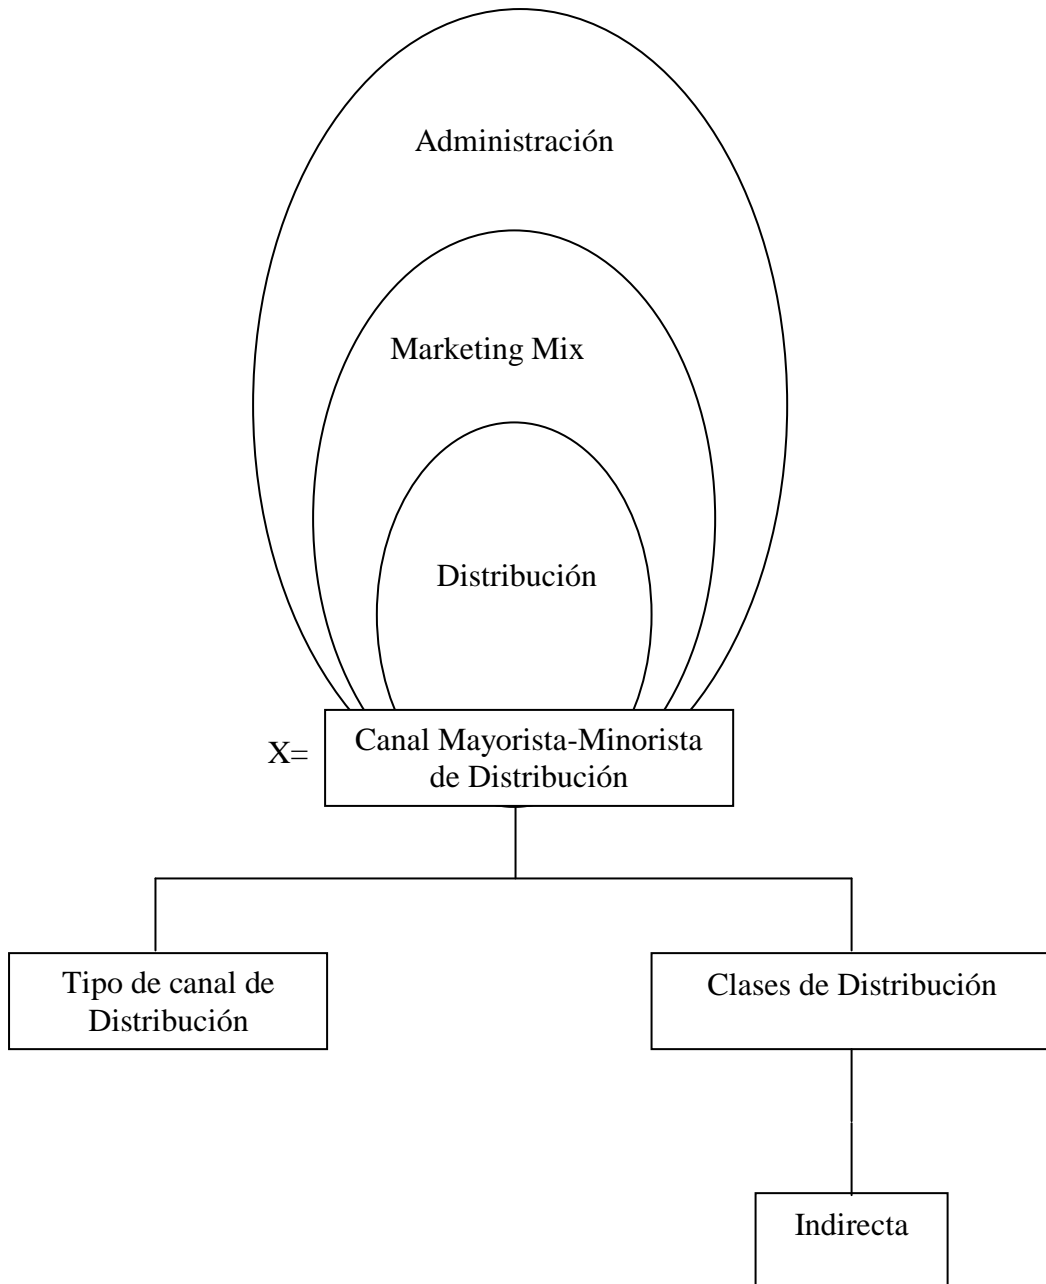 Administración
Marketing Mix
Distribución
X=
Canal Mayorista-Minorista
de Distribución
Tipo de canal de
Distribución
Clases de Distribución
Indirecta